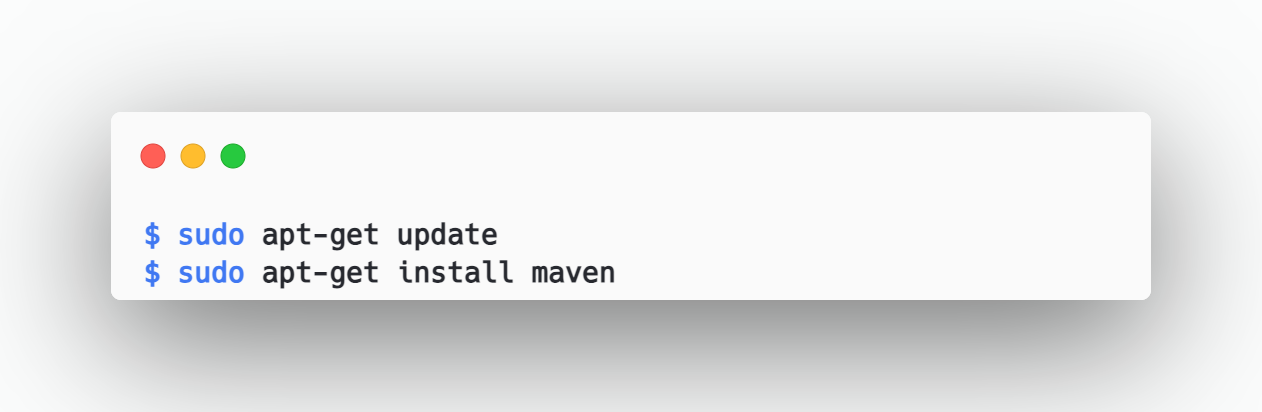 $ sudo apt-get update
$ sudo apt-get install maven